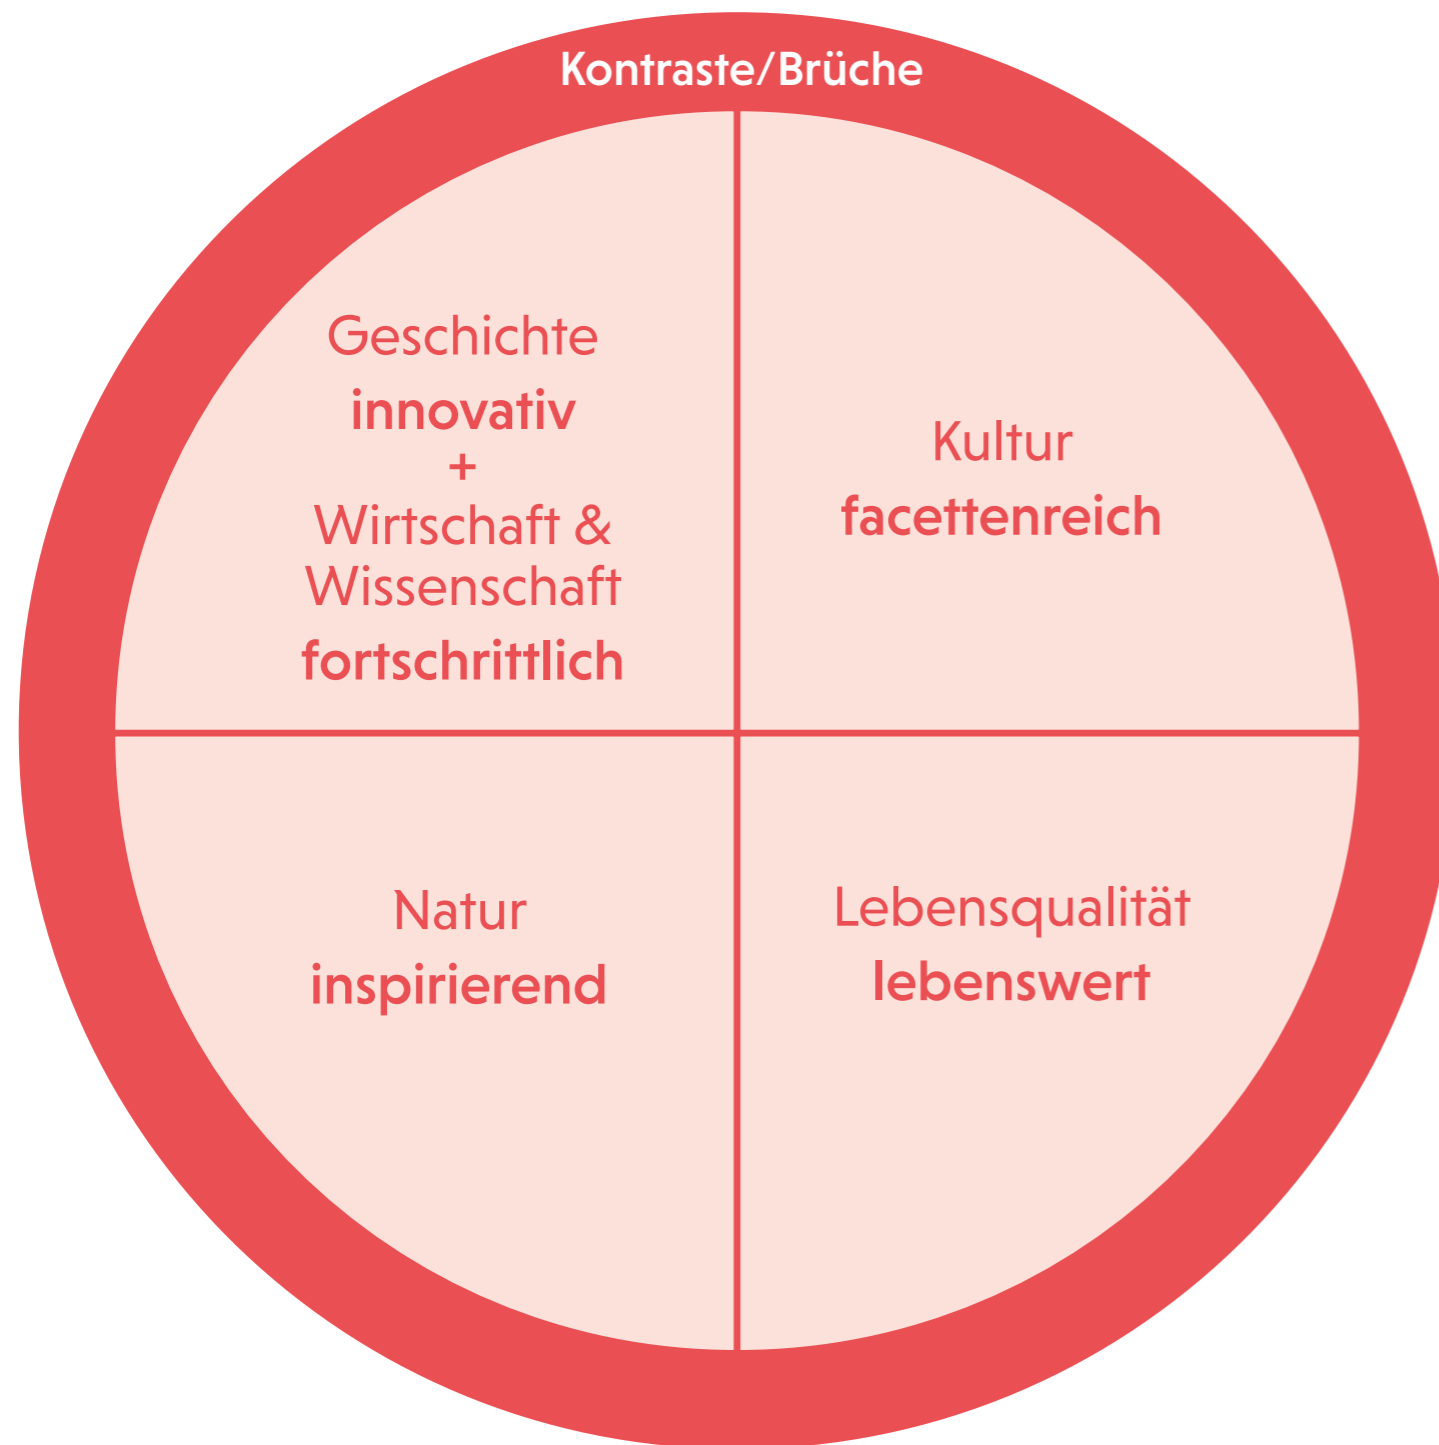 Kontraste/Brüche
Geschichte
innovativ
+
Wirtschaft &
Wissenschaft
fortschrittlich
Kultur
facettenreich
Natur
inspirierend
Lebensqualität
lebenswert